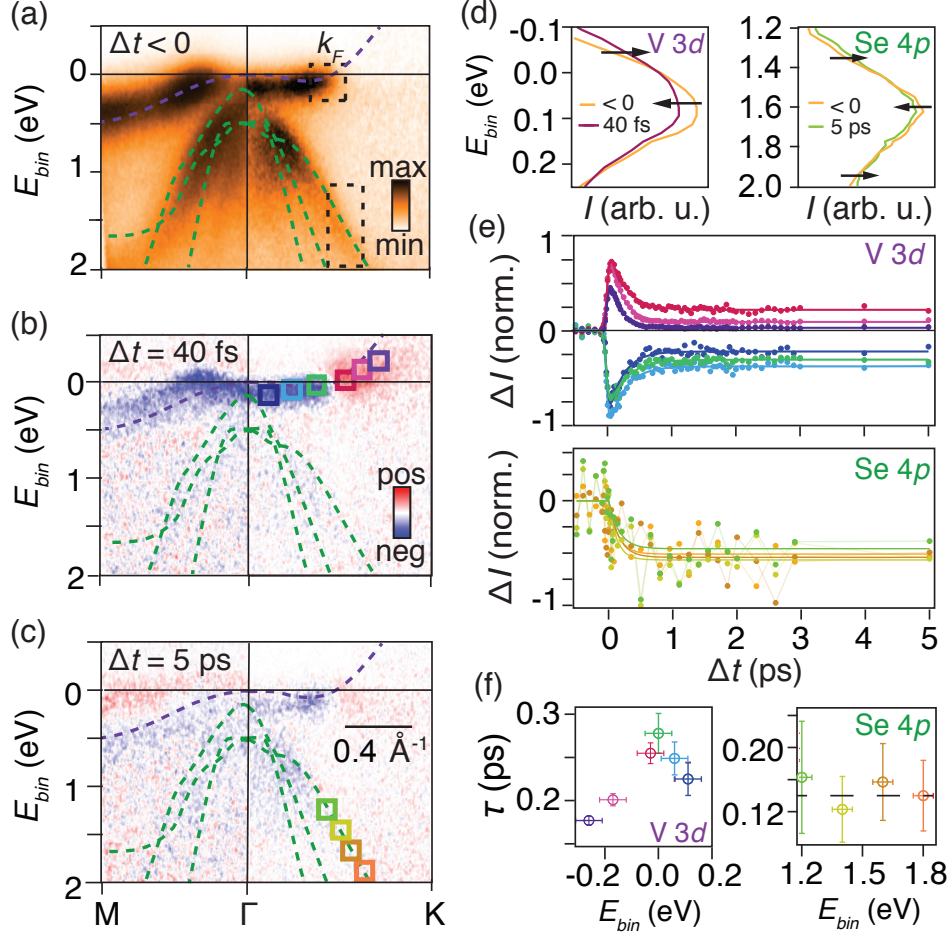 (a)
Δt < 0
k_F
0
1
2
E_bin (eV)
max
min
(b)
Δt = 40 fs
0
1
2
E_bin (eV)
pos
neg
(c)
Δt = 5 ps
0
1
2
E_bin (eV)
0.4 Å⁻¹
M Γ K
(d)
V 3d
-0.1
0.0
0.1
0.2
E_bin (eV)
< 0
40 fs
I (arb. u.)
Se 4p
1.2
1.4
1.6
1.8
2.0
< 0
5 ps
I (arb. u.)
(e)
V 3d
1
0
-1
ΔI (norm.)
Se 4p
0
-1
ΔI (norm.)
0 1 2 3 4 5
Δt (ps)
(f)
0.3
0.2
τ (ps)
V 3d
-0.2 0.0 0.2
E_bin (eV)
Se 4p
0.20
0.12
1.2 1.5 1.8
E_bin (eV)